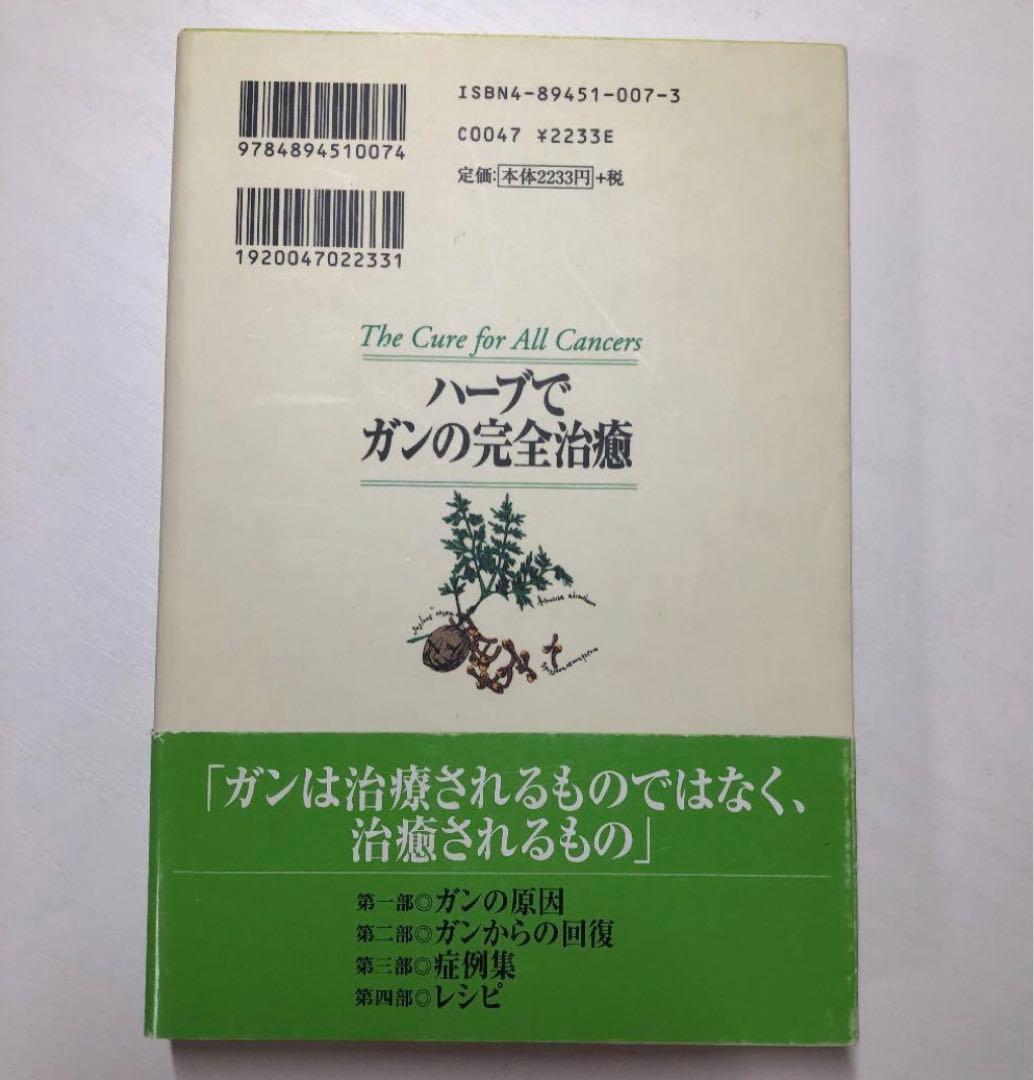 ISBN4-89451-007-3
9784894510074
C0047 ¥2233E
定価:本体2233円+税
1920047022331
The Cure for All Cancers
ハーブで
ガンの完全治癒
「ガンは治療されるものではなく、
治癒されるもの」
第一部◎ガンの原因
第二部◎ガンからの回復
第三部◎症例集
第四部◎レシピ